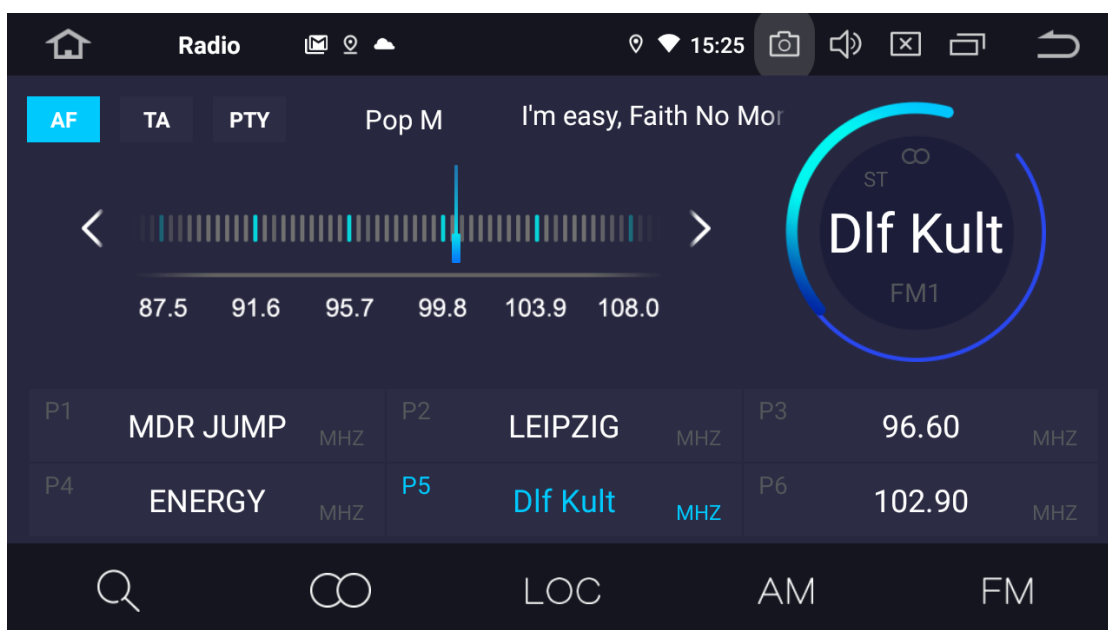 Radio 15:25
AF TA PTY Pop M I'm easy, Faith No Mor
ST
Dlf Kult
FM1
87.5 91.6 95.7 99.8 103.9 108.0
P1 MDR JUMP MHZ P2 LEIPZIG MHZ P3 96.60 MHZ
P4 ENERGY MHZ P5 Dlf Kult MHZ P6 102.90 MHZ
LOC AM FM